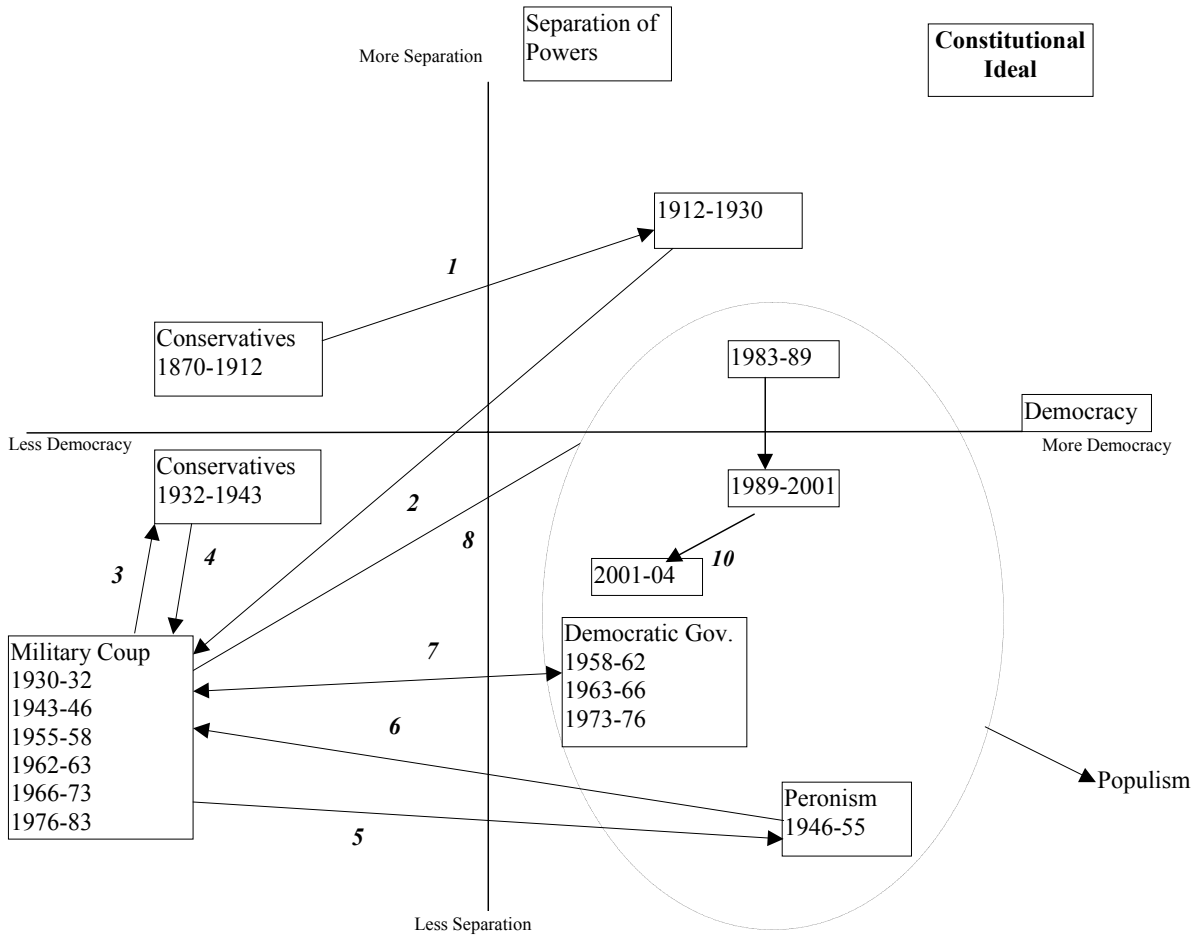 Separation of
Powers
More Separation
Constitutional
Ideal
1912-1930
1
Conservatives
1870-1912
1983-89
Democracy
Less Democracy
More Democracy
Conservatives
1932-1943
1989-2001
2
8
3
4
10
2001-04
Military Coup
1930-32
1943-46
1955-58
1962-63
1966-73
1976-83
7
Democratic Gov.
1958-62
1963-66
1973-76
6
Populism
Peronism
1946-55
5
Less Separation